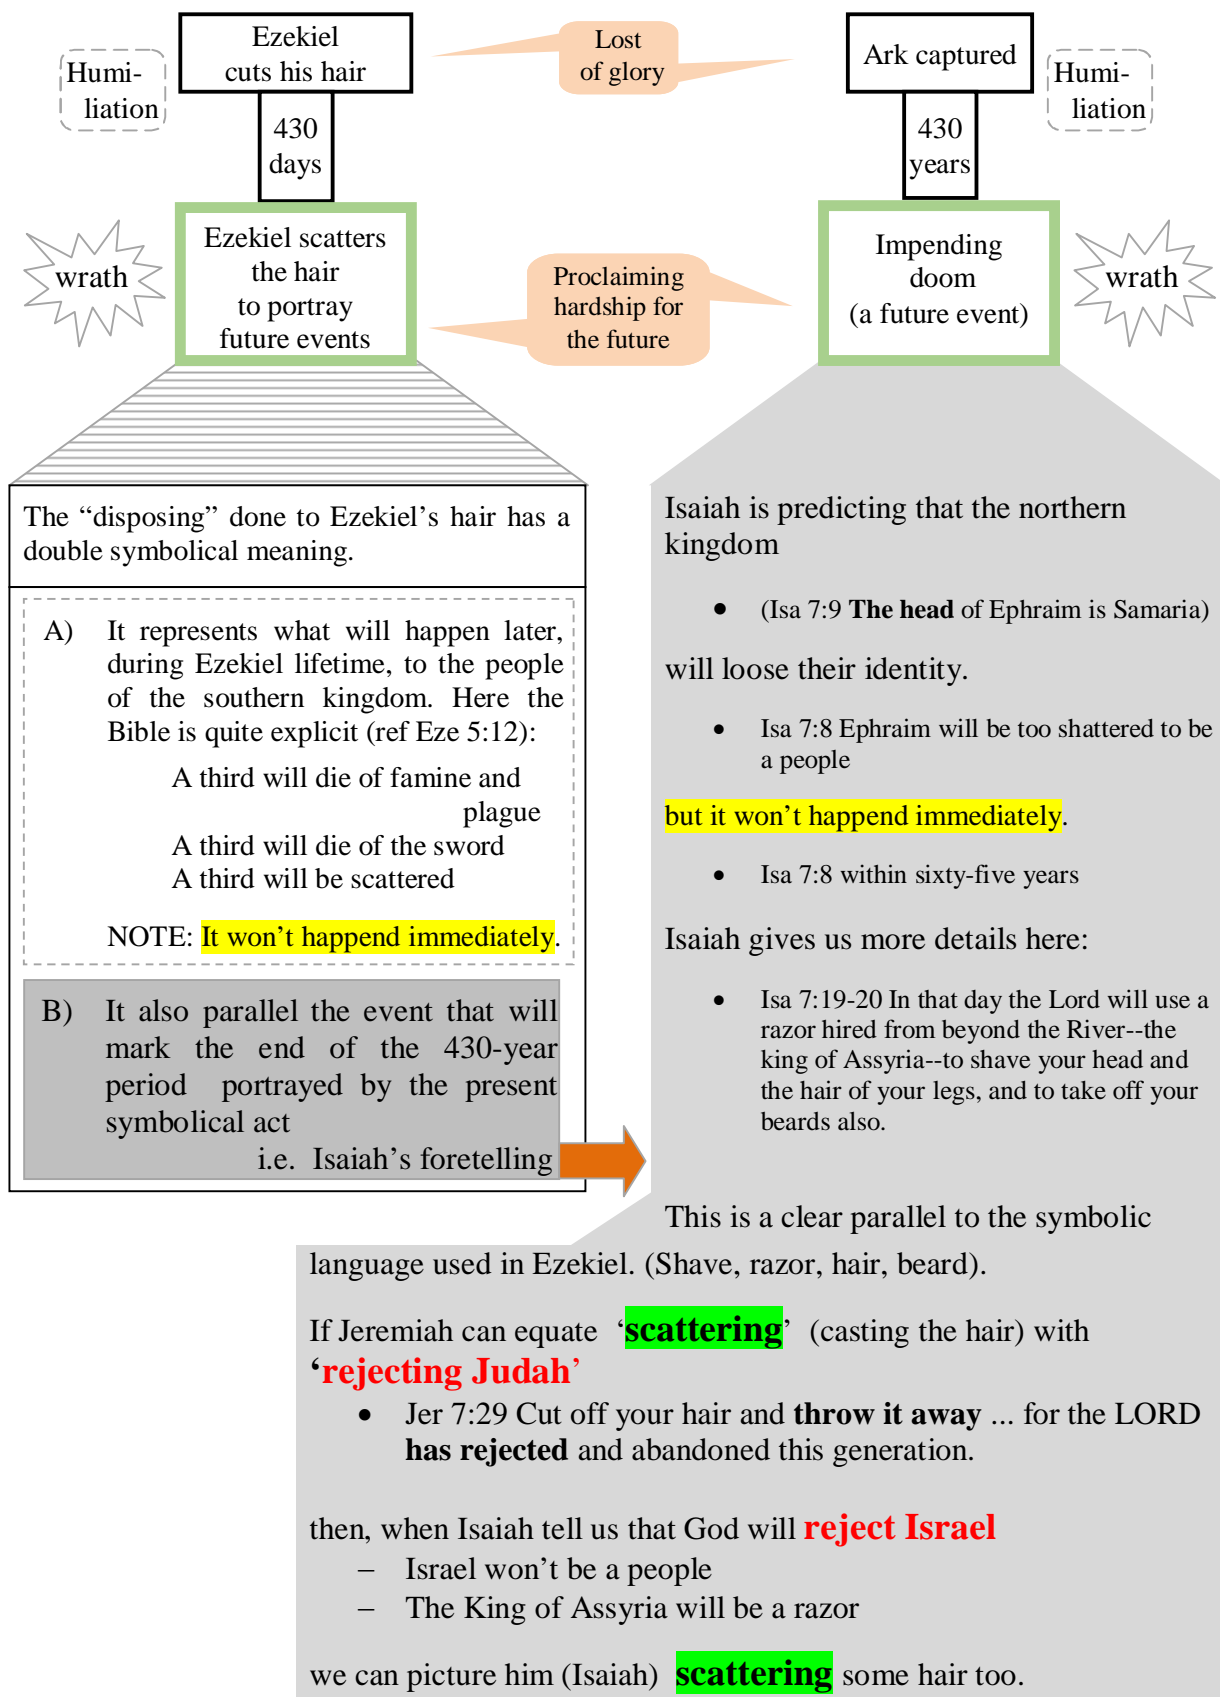 Ezekiel
cuts his hair
Lost
of glory
Ark captured
Humi-
liation
Humi-
liation
430
days
430
years
wrath
Ezekiel scatters
the hair
to portray
future events
Proclaiming
hardship for
the future
Impending
doom
(a future event)
wrath
The “disposing” done to Ezekiel’s hair has a
double symbolical meaning.
A) It represents what will happen later,
during Ezekiel lifetime, to the people
of the southern kingdom. Here the
Bible is quite explicit (ref Eze 5:12):
A third will die of famine and
plague
A third will die of the sword
A third will be scattered
NOTE: It won’t happend immediately.
B) It also parallel the event that will
mark the end of the 430-year
period portrayed by the present
symbolical act
i.e. Isaiah’s foretelling
Isaiah is predicting that the northern
kingdom
• (Isa 7:9 The head of Ephraim is Samaria)
will loose their identity.
• Isa 7:8 Ephraim will be too shattered to be
a people
but it won’t happend immediately.
• Isa 7:8 within sixty-five years
Isaiah gives us more details here:
• Isa 7:19-20 In that day the Lord will use a
razor hired from beyond the River--the
king of Assyria--to shave your head and
the hair of your legs, and to take off your
beards also.
This is a clear parallel to the symbolic
language used in Ezekiel. (Shave, razor, hair, beard).
If Jeremiah can equate ‘scattering’ (casting the hair) with
‘rejecting Judah’
• Jer 7:29 Cut off your hair and throw it away ... for the LORD
has rejected and abandoned this generation.
then, when Isaiah tell us that God will reject Israel
– Israel won’t be a people
– The King of Assyria will be a razor
we can picture him (Isaiah) scattering some hair too.